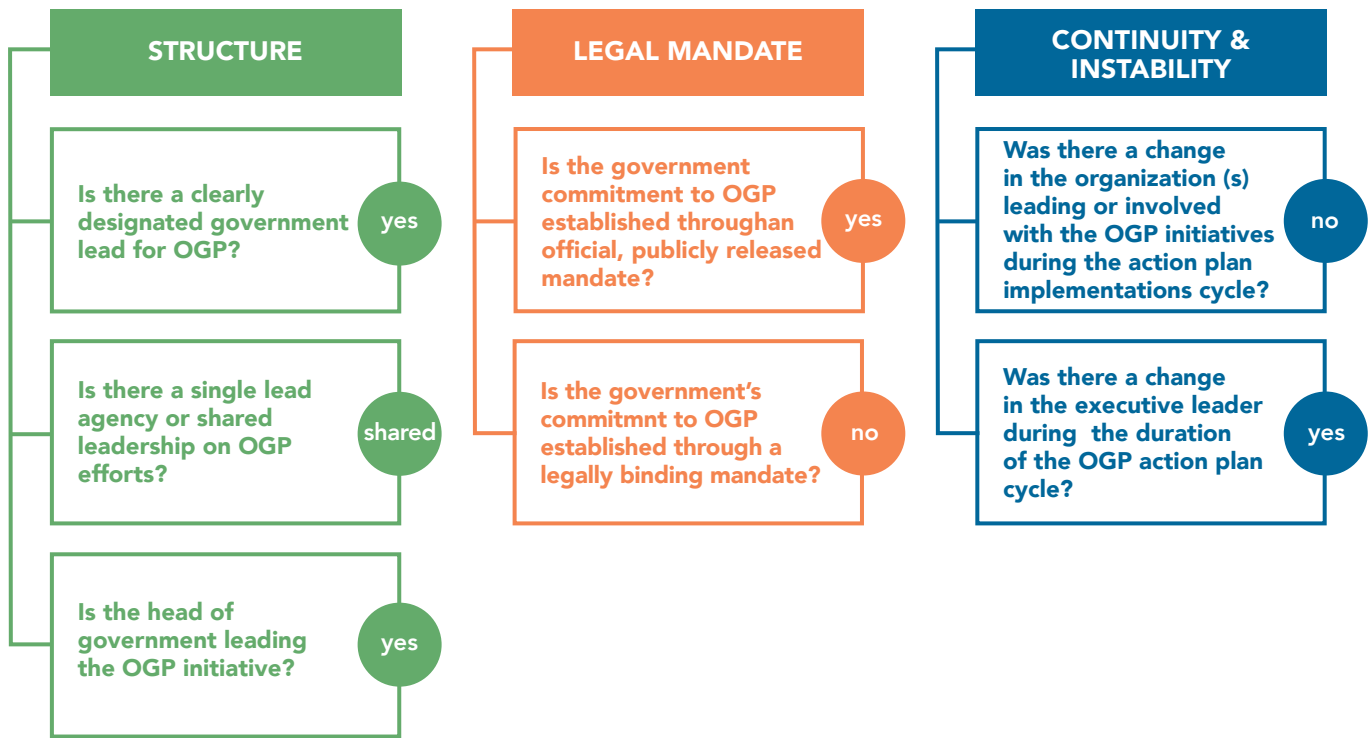 STRUCTURE
Is there a clearly
designated government
lead for OGP?
yes
Is there a single lead
agency or shared
leadership on OGP
efforts?
shared
Is the head of
government leading
the OGP initiative?
yes
LEGAL MANDATE
Is the government
commitment to OGP
established throughan
official, publicly released
mandate?
yes
Is the government’s
commitmnt to OGP
established through a
legally binding mandate?
no
CONTINUITY &
INSTABILITY
Was there a change
in the organization (s)
leading or involved
with the OGP initiatives
during the action plan
implementations cycle?
no
Was there a change
in the executive leader
during  the duration
of the OGP action plan
cycle?
yes